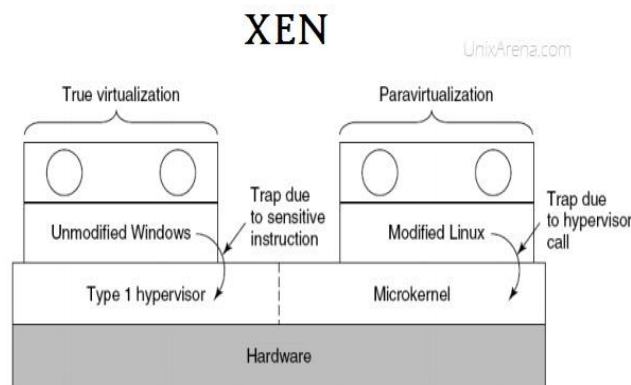 XEN
UnixArena.com
True virtualization
Paravirtualization
Trap due
to sensitive
instruction
Trap due
to hypervisor
call
Unmodified Windows
Modified Linux
Type 1 hypervisor
Microkernel
Hardware